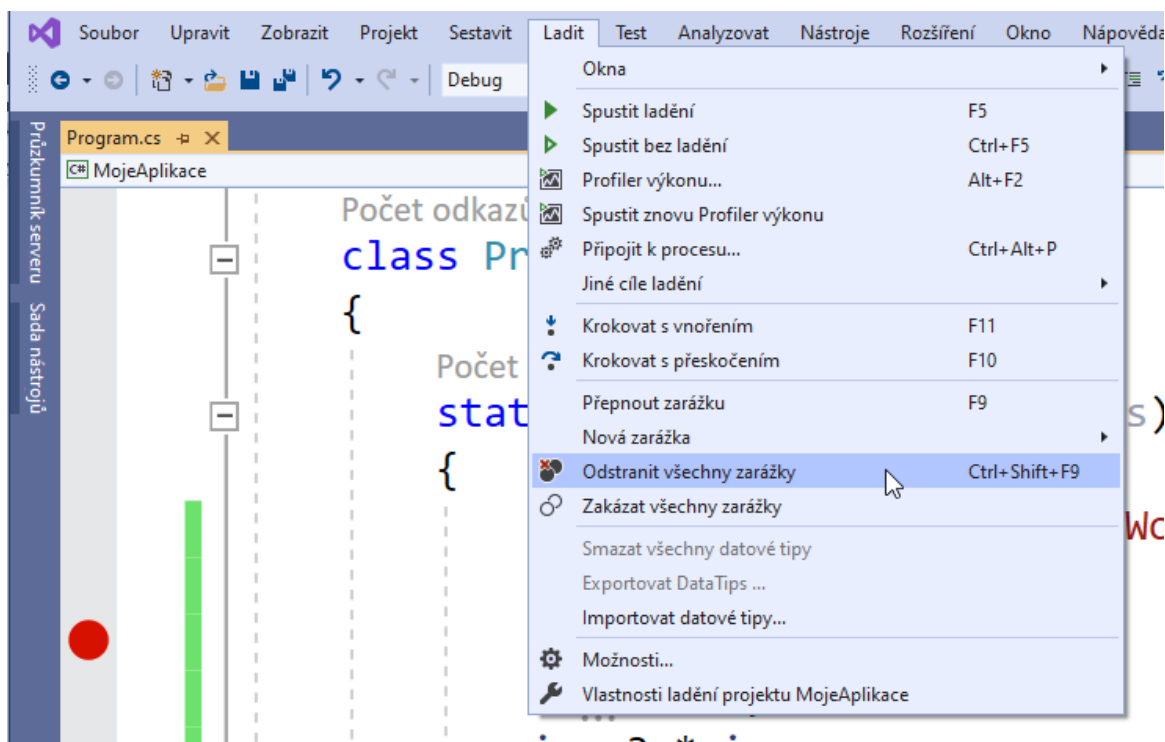 Soubor Upravit Zobrazit Projekt Sestavit Ladit Test Analyzovat Nástroje Rozšíření Okno Nápověda
Debug
Průzkumník serveru
Sada nástrojů
Program.cs
C# MojeAplikace
Počet odkazů
class Pr
{
Počet
stat s)
{
Wo
Okna
Spustit ladění F5
Spustit bez ladění Ctrl+F5
Profiler výkonu... Alt+F2
Spustit znovu Profiler výkonu
Připojit k procesu... Ctrl+Alt+P
Jiné cíle ladění
Krokovat s vnořením F11
Krokovat s přeskočením F10
Přepnout zarážku F9
Nová zarážka
Odstranit všechny zarážky Ctrl+Shift+F9
Zakázat všechny zarážky
Smazat všechny datové tipy
Exportovat DataTips ...
Importovat datové tipy...
Možnosti...
Vlastnosti ladění projektu MojeAplikace